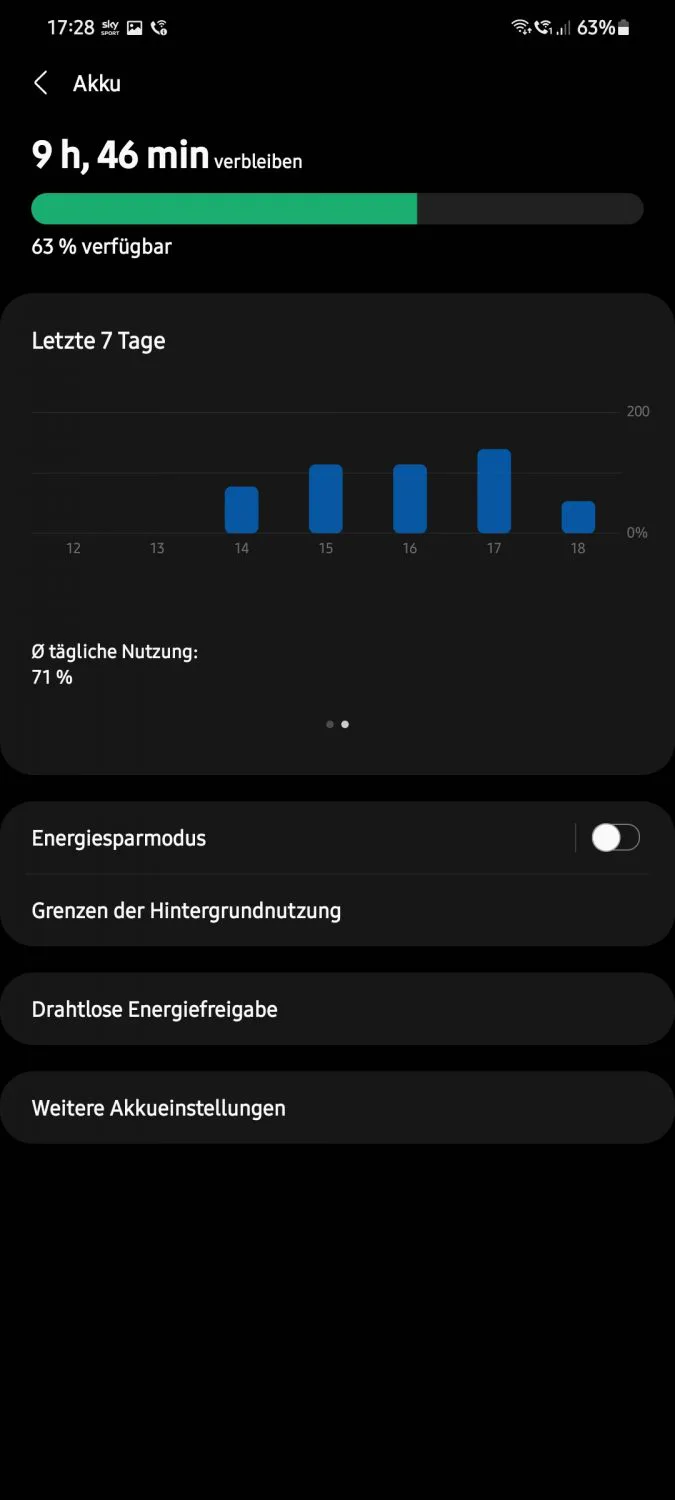 17:28 sky SPORT 63%
Akku
9 h, 46 min verbleiben
63 % verfügbar
Letzte 7 Tage
200
0%
12 13 14 15 16 17 18
Ø tägliche Nutzung:
71 %
Energiesparmodus
Grenzen der Hintergrundnutzung
Drahtlose Energiefreigabe
Weitere Akkueinstellungen